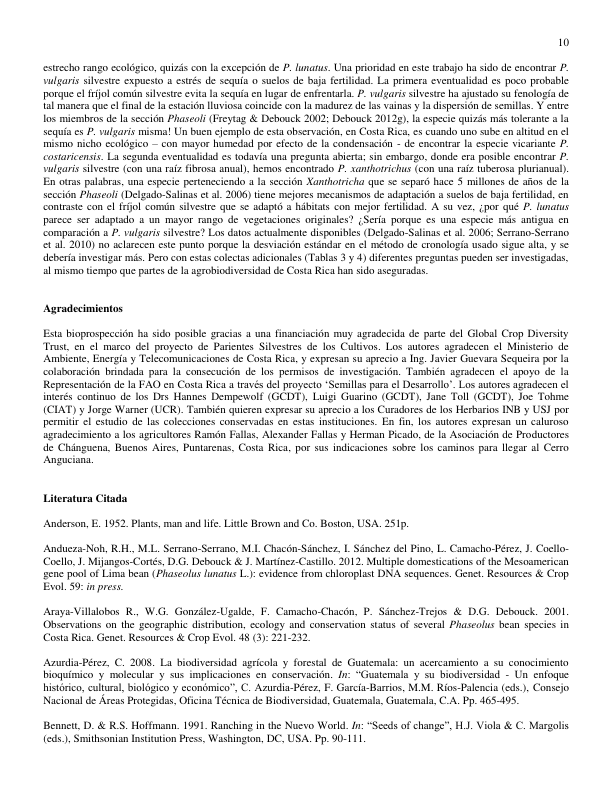 10
estrecho rango ecológico, quizás con la excepción de P. lunatus. Una prioridad en este trabajo ha sido de encontrar P.
vulgaris silvestre expuesto a estrés de sequía o suelos de baja fertilidad. La primera eventualidad es poco probable
porque el fríjol común silvestre evita la sequía en lugar de enfrentarla. P. vulgaris silvestre ha ajustado su fenología de
tal manera que el final de la estación lluviosa coincide con la madurez de las vainas y la dispersión de semillas. Y entre
los miembros de la sección Phaseoli (Freytag & Debouck 2002; Debouck 2012g), la especie quizás más tolerante a la
sequía es P. vulgaris misma! Un buen ejemplo de esta observación, en Costa Rica, es cuando uno sube en altitud en el
mismo nicho ecológico – con mayor humedad por efecto de la condensación - de encontrar la especie vicariante P.
costaricensis. La segunda eventualidad es todavía una pregunta abierta; sin embargo, donde era posible encontrar P.
vulgaris silvestre (con una raíz fibrosa anual), hemos encontrado P. xanthotrichus (con una raíz tuberosa plurianual).
En otras palabras, una especie perteneciendo a la sección Xanthotricha que se separó hace 5 millones de años de la
sección Phaseoli (Delgado-Salinas et al. 2006) tiene mejores mecanismos de adaptación a suelos de baja fertilidad, en
contraste con el fríjol común silvestre que se adaptó a hábitats con mejor fertilidad. A su vez, ¿por qué P. lunatus
parece ser adaptado a un mayor rango de vegetaciones originales? ¿Sería porque es una especie más antigua en
comparación a P. vulgaris silvestre? Los datos actualmente disponibles (Delgado-Salinas et al. 2006; Serrano-Serrano
et al. 2010) no aclarecen este punto porque la desviación estándar en el método de cronología usado sigue alta, y se
debería investigar más. Pero con estas colectas adicionales (Tablas 3 y 4) diferentes preguntas pueden ser investigadas,
al mismo tiempo que partes de la agrobiodiversidad de Costa Rica han sido aseguradas.
Agradecimientos
Esta bioprospección ha sido posible gracias a una financiación muy agradecida de parte del Global Crop Diversity
Trust, en el marco del proyecto de Parientes Silvestres de los Cultivos. Los autores agradecen el Ministerio de
Ambiente, Energía y Telecomunicaciones de Costa Rica, y expresan su aprecio a Ing. Javier Guevara Sequeira por la
colaboración brindada para la consecución de los permisos de investigación. También agradecen el apoyo de la
Representación de la FAO en Costa Rica a través del proyecto ‘Semillas para el Desarrollo’. Los autores agradecen el
interés continuo de los Drs Hannes Dempewolf (GCDT), Luigi Guarino (GCDT), Jane Toll (GCDT), Joe Tohme
(CIAT) y Jorge Warner (UCR). También quieren expresar su aprecio a los Curadores de los Herbarios INB y USJ por
permitir el estudio de las colecciones conservadas en estas instituciones. En fin, los autores expresan un caluroso
agradecimiento a los agricultores Ramón Fallas, Alexander Fallas y Herman Picado, de la Asociación de Productores
de Chánguena, Buenos Aires, Puntarenas, Costa Rica, por sus indicaciones sobre los caminos para llegar al Cerro
Anguciana.
Literatura Citada
Anderson, E. 1952. Plants, man and life. Little Brown and Co. Boston, USA. 251p.
Andueza-Noh, R.H., M.L. Serrano-Serrano, M.I. Chacón-Sánchez, I. Sánchez del Pino, L. Camacho-Pérez, J. Coello-
Coello, J. Mijangos-Cortés, D.G. Debouck & J. Martínez-Castillo. 2012. Multiple domestications of the Mesoamerican
gene pool of Lima bean (Phaseolus lunatus L.): evidence from chloroplast DNA sequences. Genet. Resources & Crop
Evol. 59: in press.
Araya-Villalobos R., W.G. González-Ugalde, F. Camacho-Chacón, P. Sánchez-Trejos & D.G. Debouck. 2001.
Observations on the geographic distribution, ecology and conservation status of several Phaseolus bean species in
Costa Rica. Genet. Resources & Crop Evol. 48 (3): 221-232.
Azurdia-Pérez, C. 2008. La biodiversidad agrícola y forestal de Guatemala: un acercamiento a su conocimiento
bioquímico y molecular y sus implicaciones en conservación. In: “Guatemala y su biodiversidad - Un enfoque
histórico, cultural, biológico y económico”, C. Azurdia-Pérez, F. García-Barrios, M.M. Ríos-Palencia (eds.), Consejo
Nacional de Áreas Protegidas, Oficina Técnica de Biodiversidad, Guatemala, Guatemala, C.A. Pp. 465-495.
Bennett, D. & R.S. Hoffmann. 1991. Ranching in the Nuevo World. In: “Seeds of change”, H.J. Viola & C. Margolis
(eds.), Smithsonian Institution Press, Washington, DC, USA. Pp. 90-111.